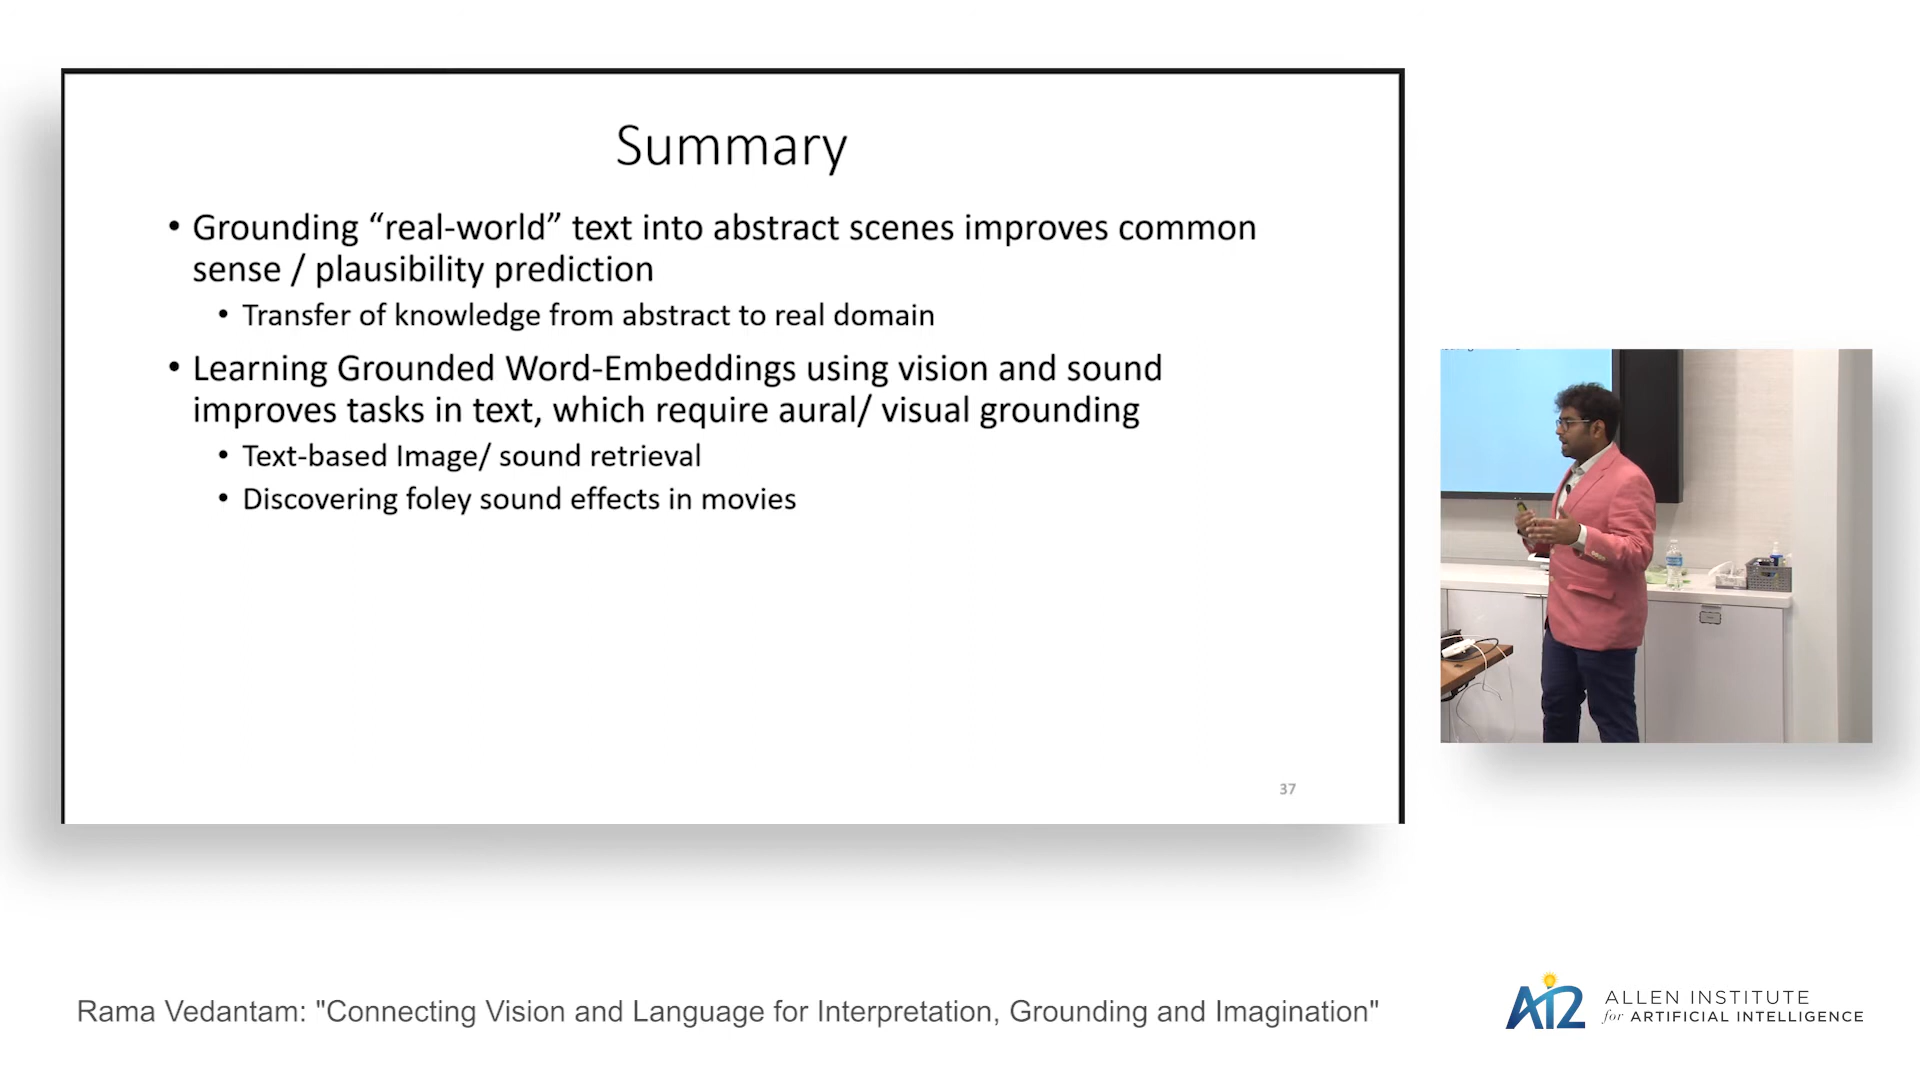 Summary
• Grounding “real-world” text into abstract scenes improves common
sense / plausibility prediction
• Transfer of knowledge from abstract to real domain
• Learning Grounded Word-Embeddings using vision and sound
improves tasks in text, which require aural/ visual grounding
• Text-based Image/ sound retrieval
• Discovering foley sound effects in movies
37
Rama Vedantam: "Connecting Vision and Language for Interpretation, Grounding and Imagination"
AI2
ALLEN INSTITUTE
for ARTIFICIAL INTELLIGENCE